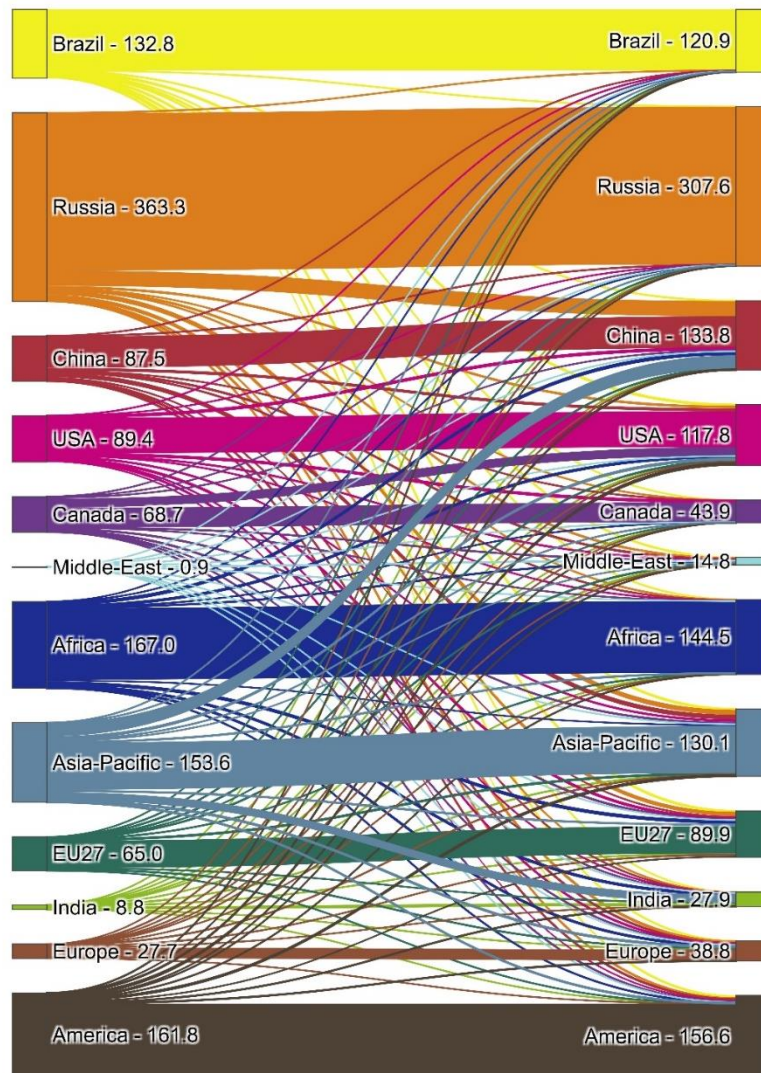 Brazil - 132.8
Brazil - 120.9
Russia - 363.3
Russia - 307.6
China - 87.5
China - 133.8
USA - 89.4
USA - 117.8
Canada - 68.7
Canada - 43.9
Middle-East - 0.9
Middle-East - 14.8
Africa - 167.0
Africa - 144.5
Asia-Pacific - 153.6
Asia-Pacific - 130.1
EU27 - 65.0
EU27 - 89.9
India - 8.8
India - 27.9
Europe - 27.7
Europe - 38.8
America - 161.8
America - 156.6